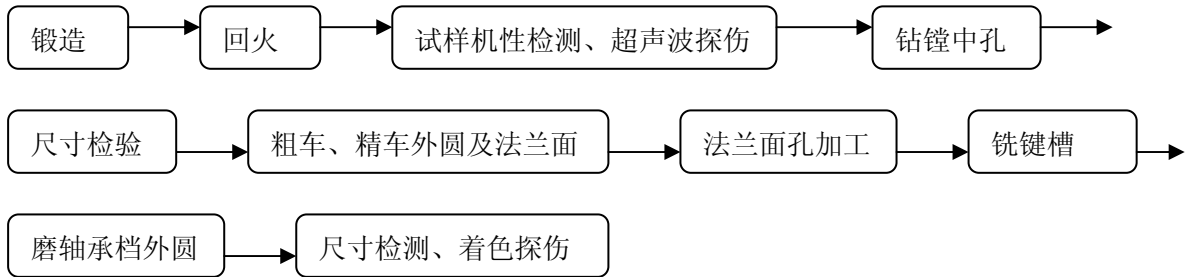 锻造 回火 试样机性检测、超声波探伤 钻镗中孔
尺寸检验 粗车、精车外圆及法兰面 法兰面孔加工 铣键槽
磨轴承档外圆 尺寸检测、着色探伤